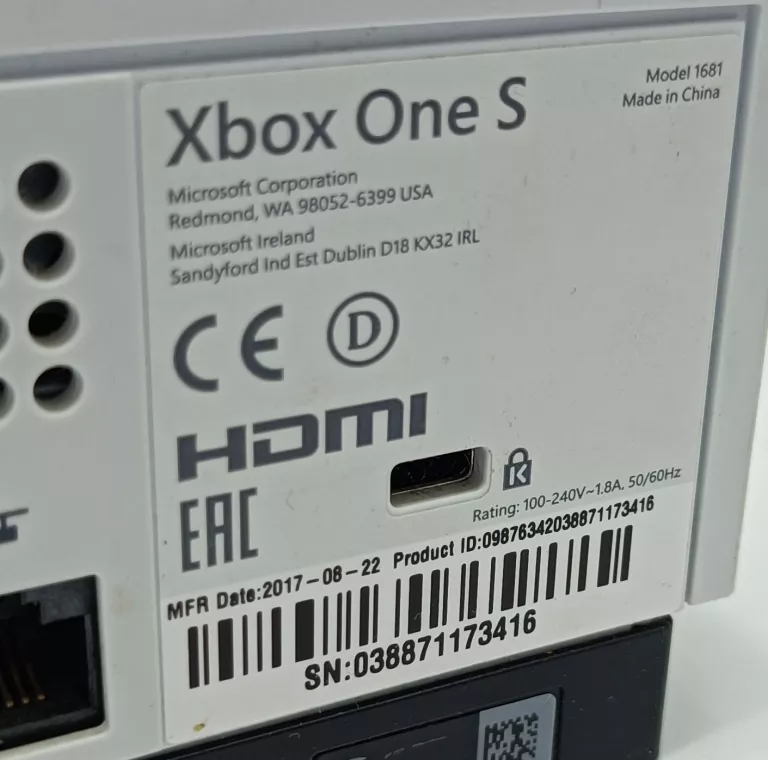 Xbox One S
Model 1681
Made in China
Microsoft Corporation
Redmond, WA 98052-6399 USA
Microsoft Ireland
Sandyford Ind Est Dublin D18 KX32 IRL
CE D
HDMI
EAC
K
Rating: 100-240V~1.8A, 50/60Hz
MFR Date:2017-08-22 Product ID:09876342038871173416
SN:038871173416